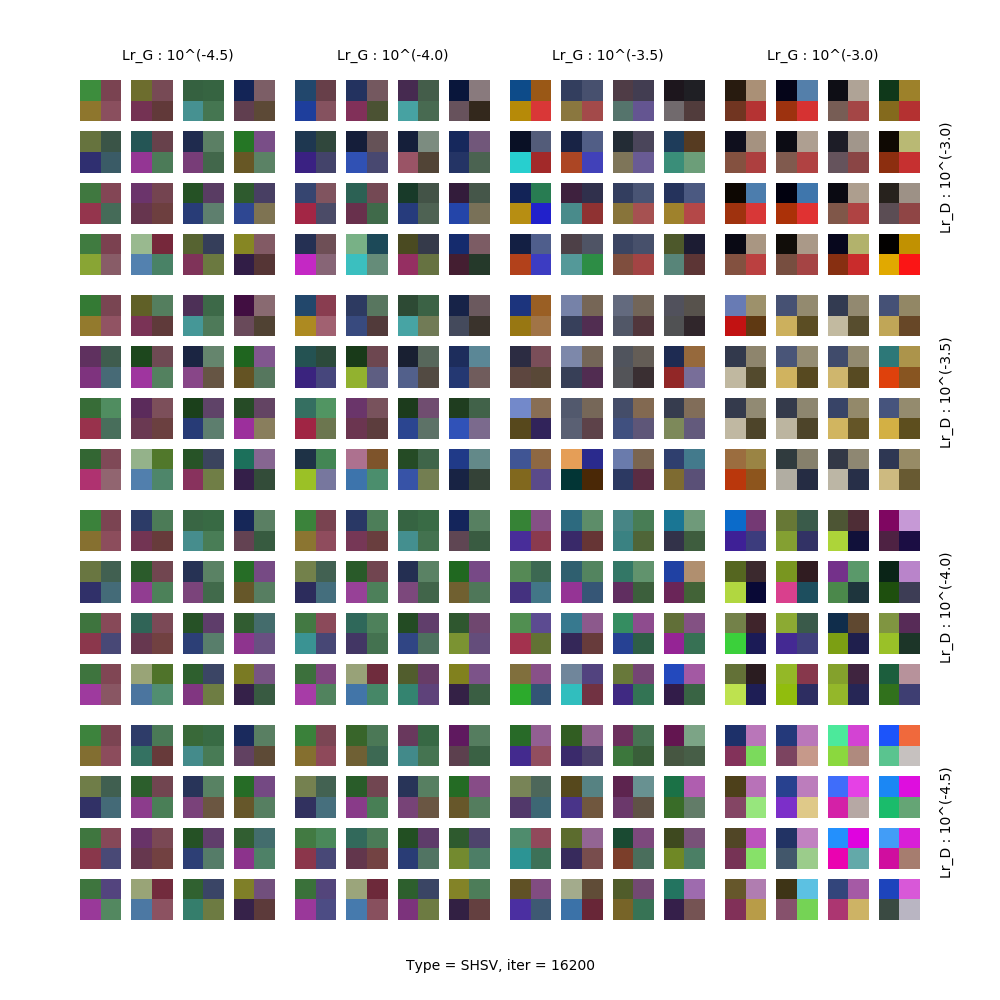 Lr_G : 10^(-4.5)
Lr_G : 10^(-4.0)
Lr_G : 10^(-3.5)
Lr_G : 10^(-3.0)
Lr_D : 10^(-3.0)
Lr_D : 10^(-3.5)
Lr_D : 10^(-4.0)
Lr_D : 10^(-4.5)
Type = SHSV, iter = 16200